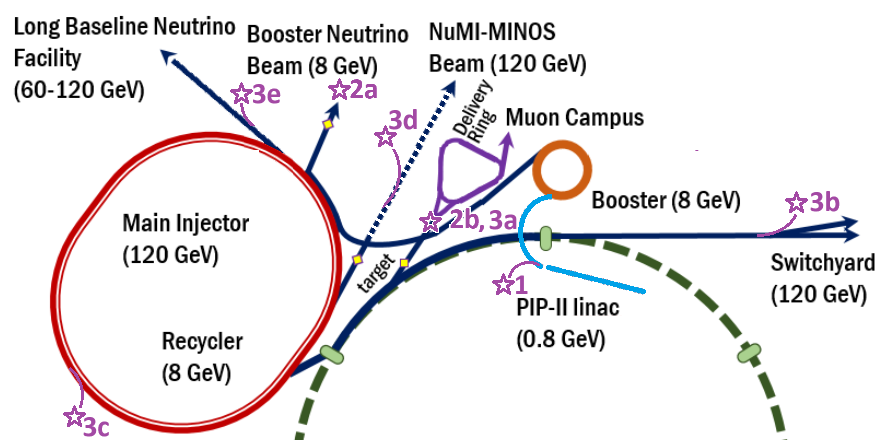 Long Baseline Neutrino
Facility
(60-120 GeV)
Booster Neutrino
Beam (8 GeV)
NuMI-MINOS
Beam (120 GeV)
3e
2a
3d
Delivery
Ring
Muon Campus
Main Injector
(120 GeV)
2b, 3a
Booster (8 GeV)
3b
Switchyard
(120 GeV)
target
1
PIP-II linac
(0.8 GeV)
Recycler
(8 GeV)
3c